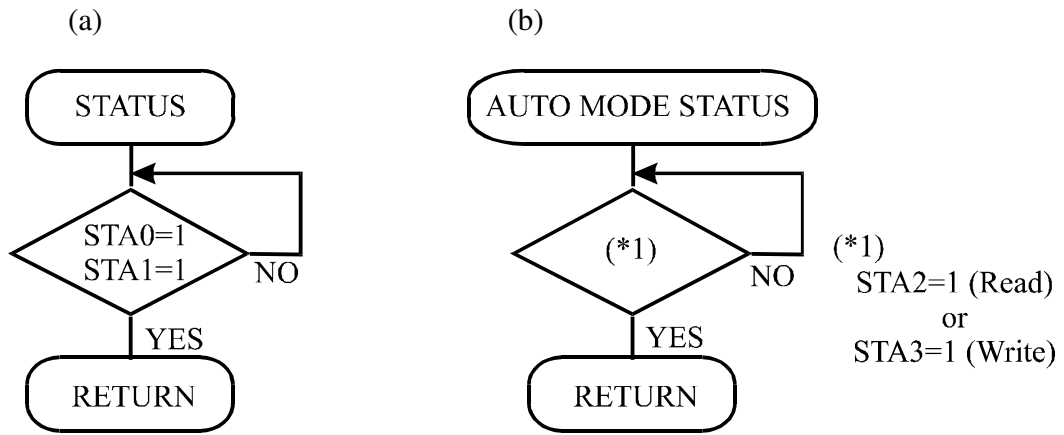 (a)
STATUS
STA0=1
STA1=1
NO
YES
RETURN
(b)
AUTO MODE STATUS
(*1)
NO
YES
RETURN
(*1)
STA2=1 (Read)
or
STA3=1 (Write)